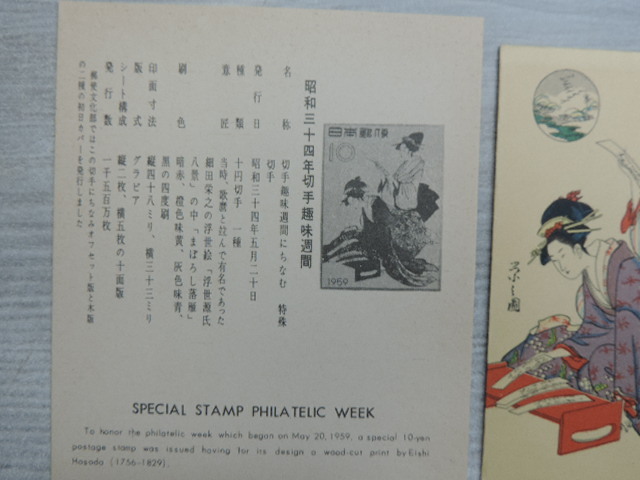 昭和三十四年切手趣味週間
名称 切手趣味週間にちなむ 特殊
切手
発行日 昭和三十四年五月二十日
種類 十円切手 一種
意匠 当時、歌麿と並んで有名であった
細田栄之の浮世絵「浮世源氏
八景」の中「まぼろし落雁」
刷色 暗赤、橙色味黄、灰色味青、
黒の四度刷
印面寸法 縦四十八ミリ、横三十三ミリ
版式 グラビア
シート構成 縦二枚、横五枚の十面版
発行数 一千五百万枚
郵便文化部ではこの切手にちなみオフセット版と木版
の二種の初日カバーを発行しました
日本郵便
10
1959
SPECIAL STAMP PHILATELIC WEEK
To honor the philatelic week which began on May 20, 1959, a special 10-yen
postage stamp was issued having for its design a wood-cut print by Eishi
Hosoda (1756-1829).
栄之圖